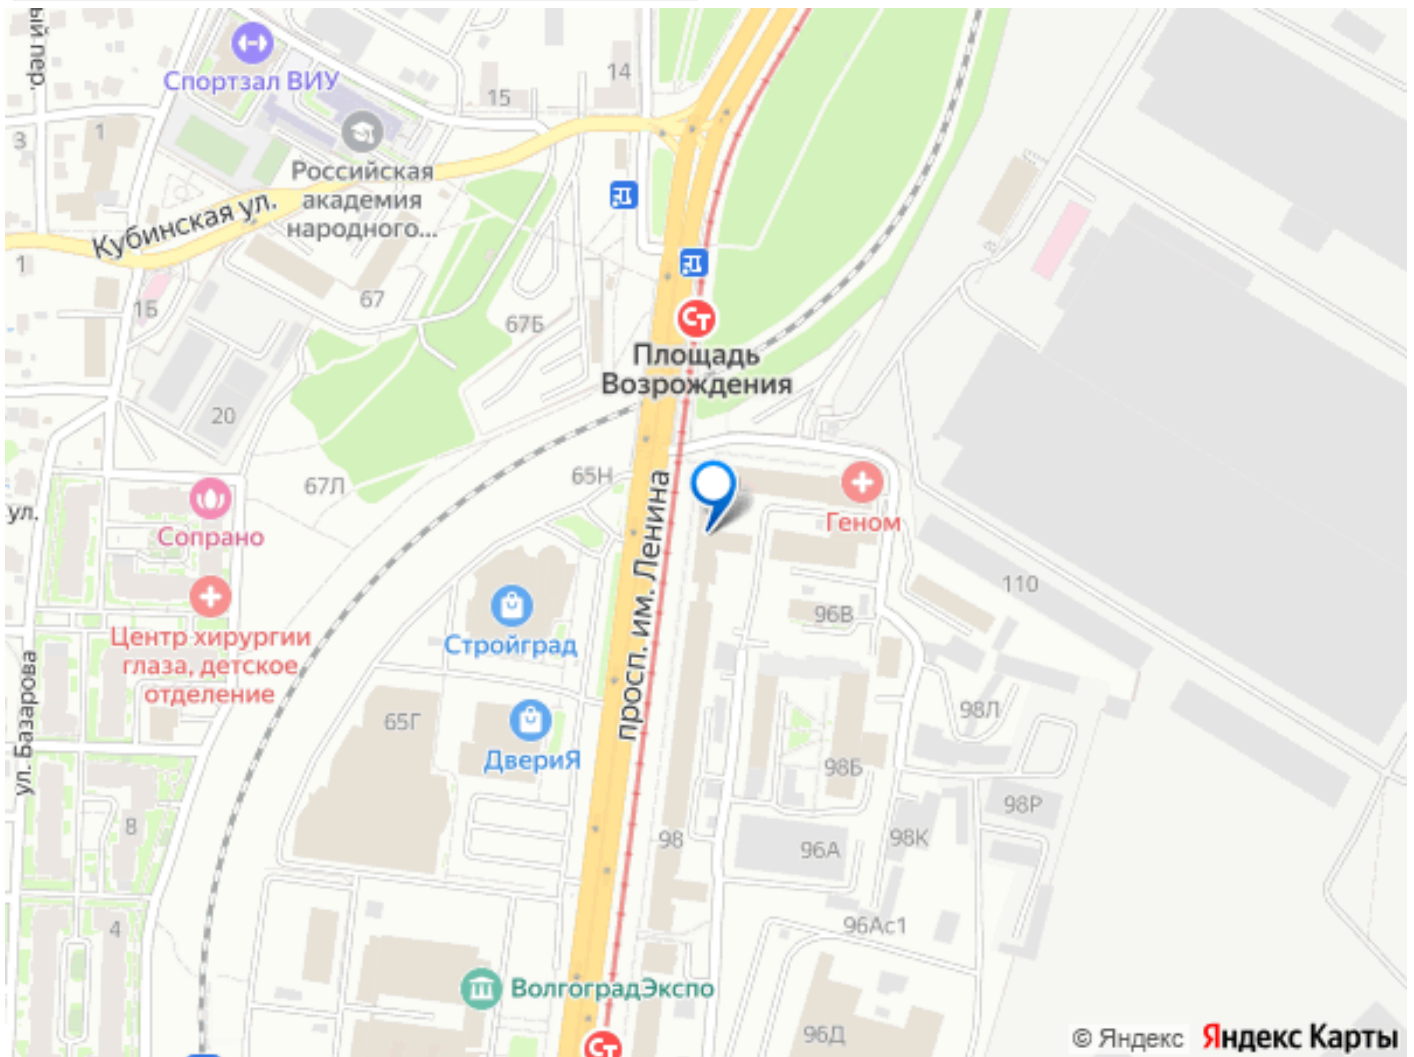 ый пер.
Спортзал ВИУ
14
15
3
1
Российская
академия
народного...
Кубинская ул.
1
1Б
67
67Б
Площадь
Возрождения
20
65Н
67Л
ул.
Сопрано
Геном
просп. им. Ленина
110
96В
Стройград
Центр хирургии
глаза, детское
отделение
ул. Базарова
65Г
98Л
ДвериЯ
98Б
98Р
8
98
96А
98К
4
96Ас1
ВолгоградЭкспо
96Д
© Яндекс Яндекс Карты